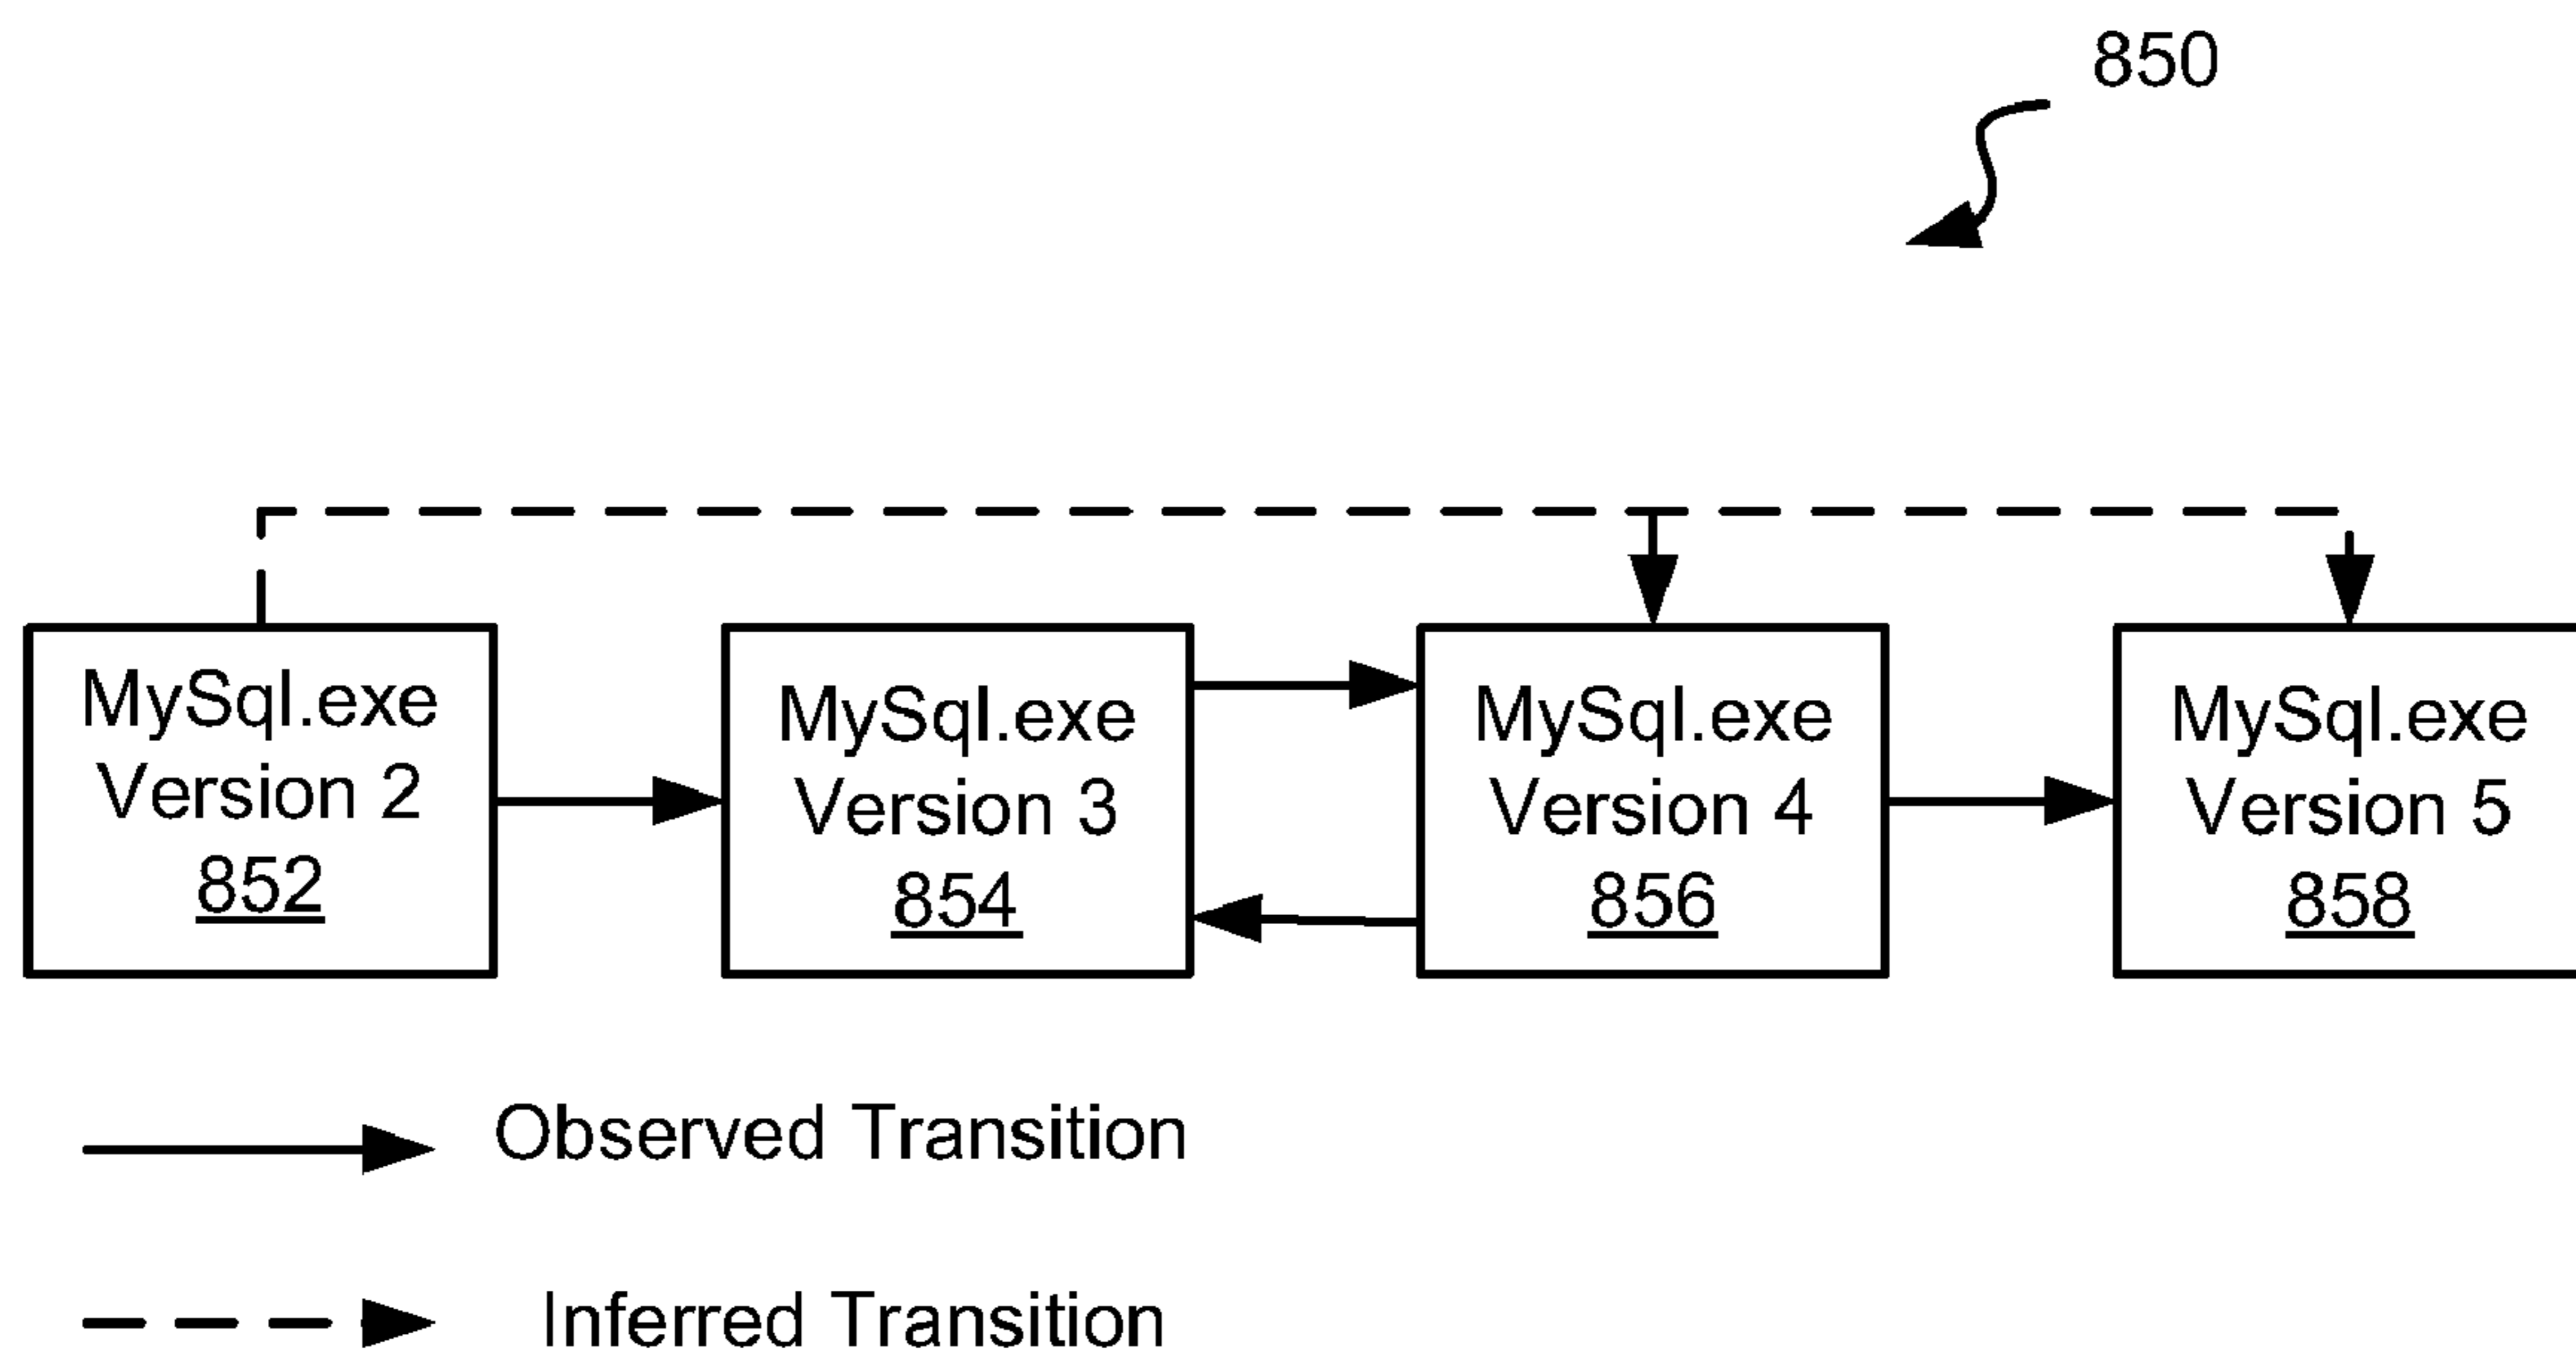 850
MySql.exe
Version 2
852
MySql.exe
Version 3
854
MySql.exe
Version 4
856
MySql.exe
Version 5
858
Observed Transition
Inferred Transition